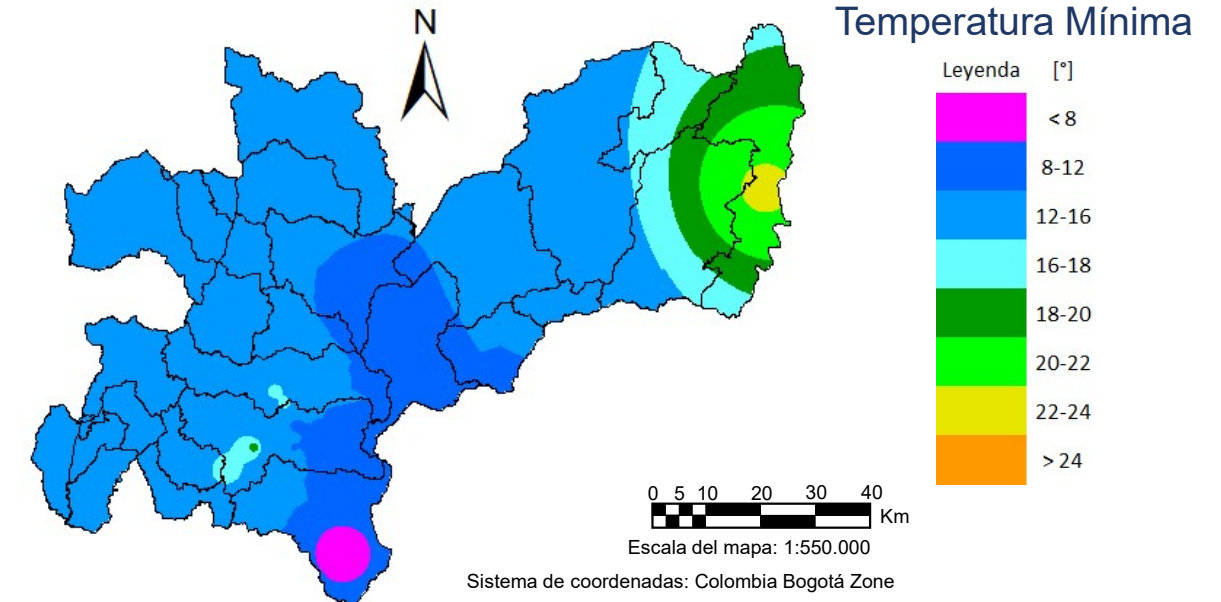 Temperatura Mínima
N
Leyenda [°]
< 8
8-12
12-16
16-18
18-20
20-22
22-24
> 24
0 5 10 20 30 40
Km
Escala del mapa: 1:550.000
Sistema de coordenadas: Colombia Bogotá Zone